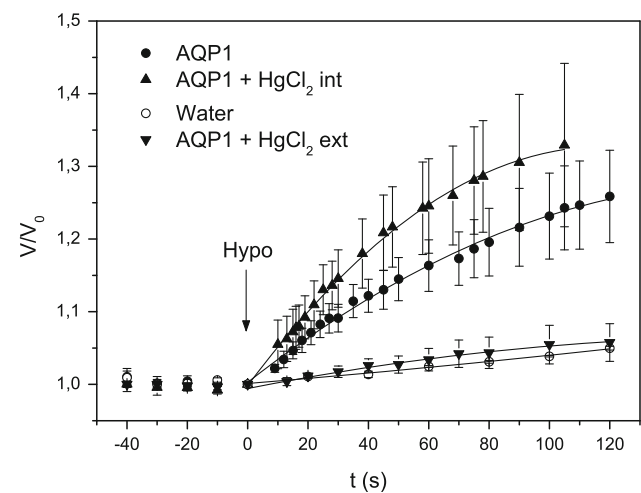 1,5
1,4
1,3
1,2
1,1
1,0
V/V₀
AQP1
AQP1 + HgCl₂ int
Water
AQP1 + HgCl₂ ext
Hypo
-40 -20 0 20 40 60 80 100 120
t (s)